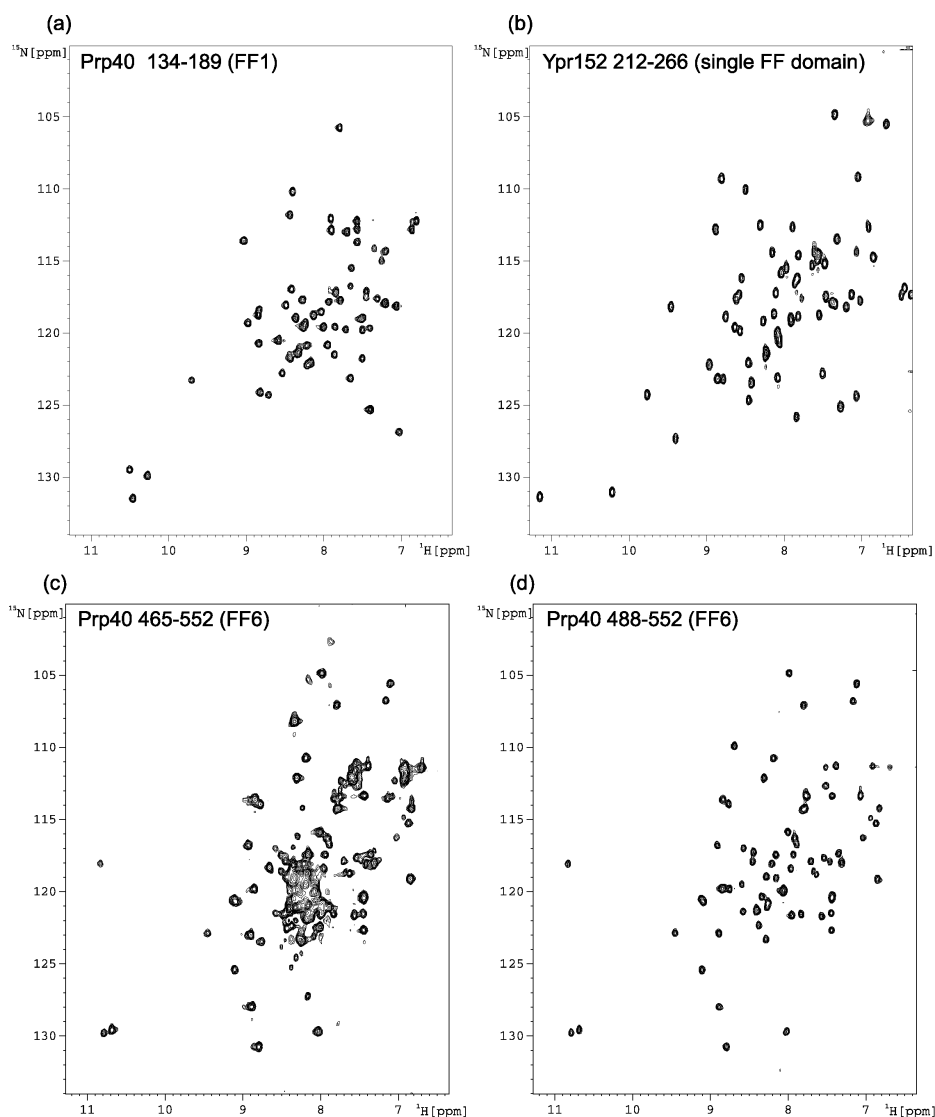 (a)
(b)
¹⁵N[ppm]
Prp40 134-189 (FF1)
105
110
115
120
125
130
11
10
9
8
7
¹H[ppm]
¹⁵N[ppm]
Ypr152 212-266 (single FF domain)
105
110
115
120
125
130
11
10
9
8
7
¹H[ppm]
(c)
(d)
¹⁵N[ppm]
Prp40 465-552 (FF6)
105
110
115
120
125
130
11
10
9
8
7
¹H[ppm]
¹⁵N[ppm]
Prp40 488-552 (FF6)
105
110
115
120
125
130
11
10
9
8
7
¹H[ppm]